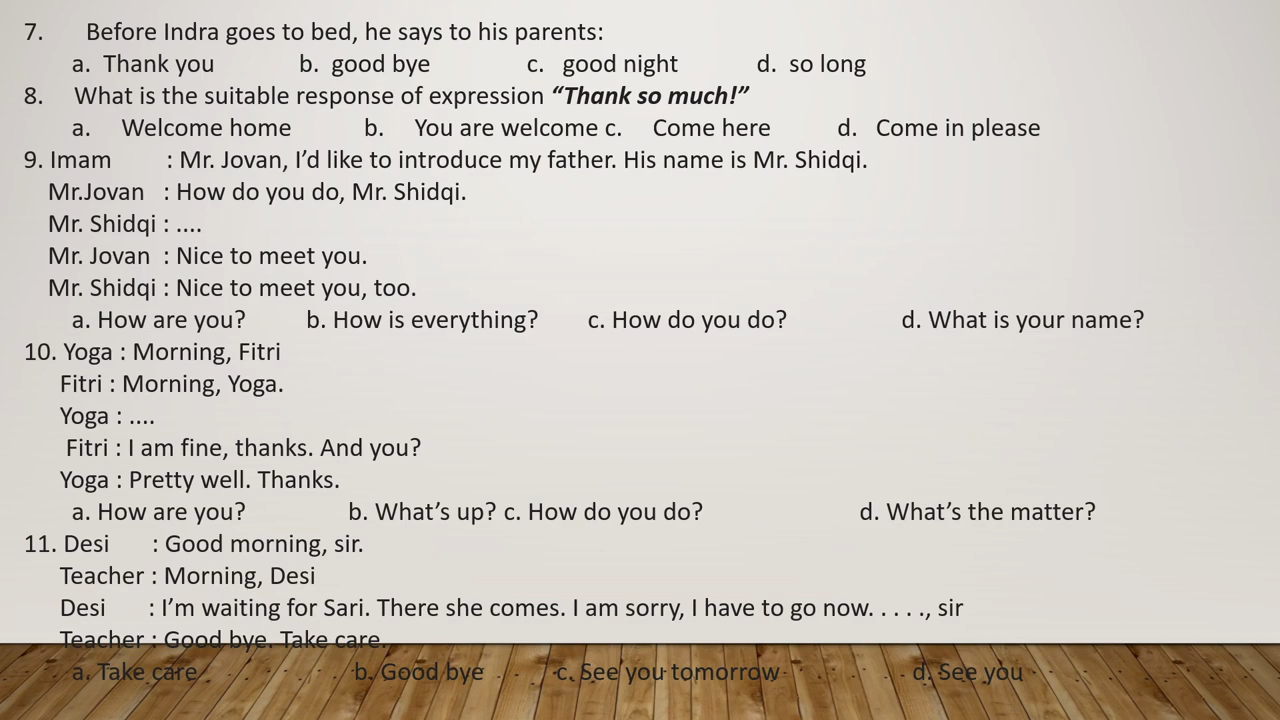 7. Before Indra goes to bed, he says to his parents:
a. Thank you b. good bye c. good night d. so long
8. What is the suitable response of expression “Thank so much!”
a. Welcome home b. You are welcome c. Come here d. Come in please
9. Imam : Mr. Jovan, I’d like to introduce my father. His name is Mr. Shidqi.
Mr.Jovan : How do you do, Mr. Shidqi.
Mr. Shidqi : ....
Mr. Jovan : Nice to meet you.
Mr. Shidqi : Nice to meet you, too.
a. How are you? b. How is everything? c. How do you do? d. What is your name?
10. Yoga : Morning, Fitri
Fitri : Morning, Yoga.
Yoga : ....
Fitri : I am fine, thanks. And you?
Yoga : Pretty well. Thanks.
a. How are you? b. What’s up? c. How do you do? d. What’s the matter?
11. Desi : Good morning, sir.
Teacher : Morning, Desi
Desi : I’m waiting for Sari. There she comes. I am sorry, I have to go now. . . . ., sir
Teacher : Good bye. Take care.
a. Take care b. Good bye c. See you tomorrow d. See you